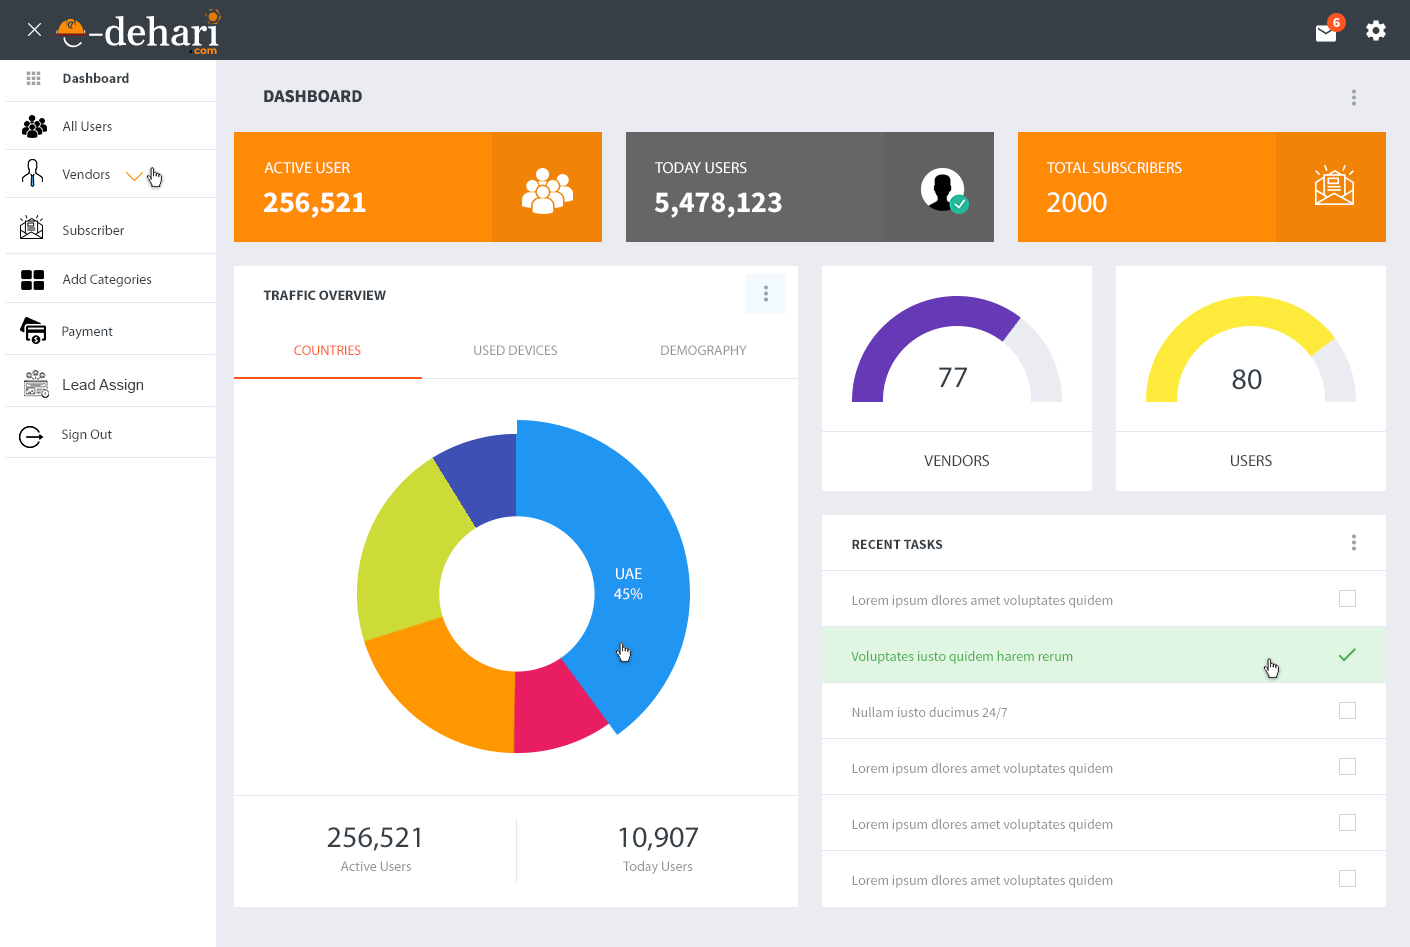 e-dehari
.com
6
Dashboard
All Users
Vendors
Subscriber
Add Categories
Payment
Lead Assign
Sign Out
DASHBOARD
ACTIVE USER
256,521
TODAY USERS
5,478,123
TOTAL SUBSCRIBERS
2000
TRAFFIC OVERVIEW
COUNTRIES
USED DEVICES
DEMOGRAPHY
UAE
45%
256,521
Active Users
10,907
Today Users
77
VENDORS
80
USERS
RECENT TASKS
Lorem ipsum dlores amet voluptates quidem
Voluptates iusto quidem harem rerum
Nullam iusto ducimus 24/7
Lorem ipsum dlores amet voluptates quidem
Lorem ipsum dlores amet voluptates quidem
Lorem ipsum dlores amet voluptates quidem